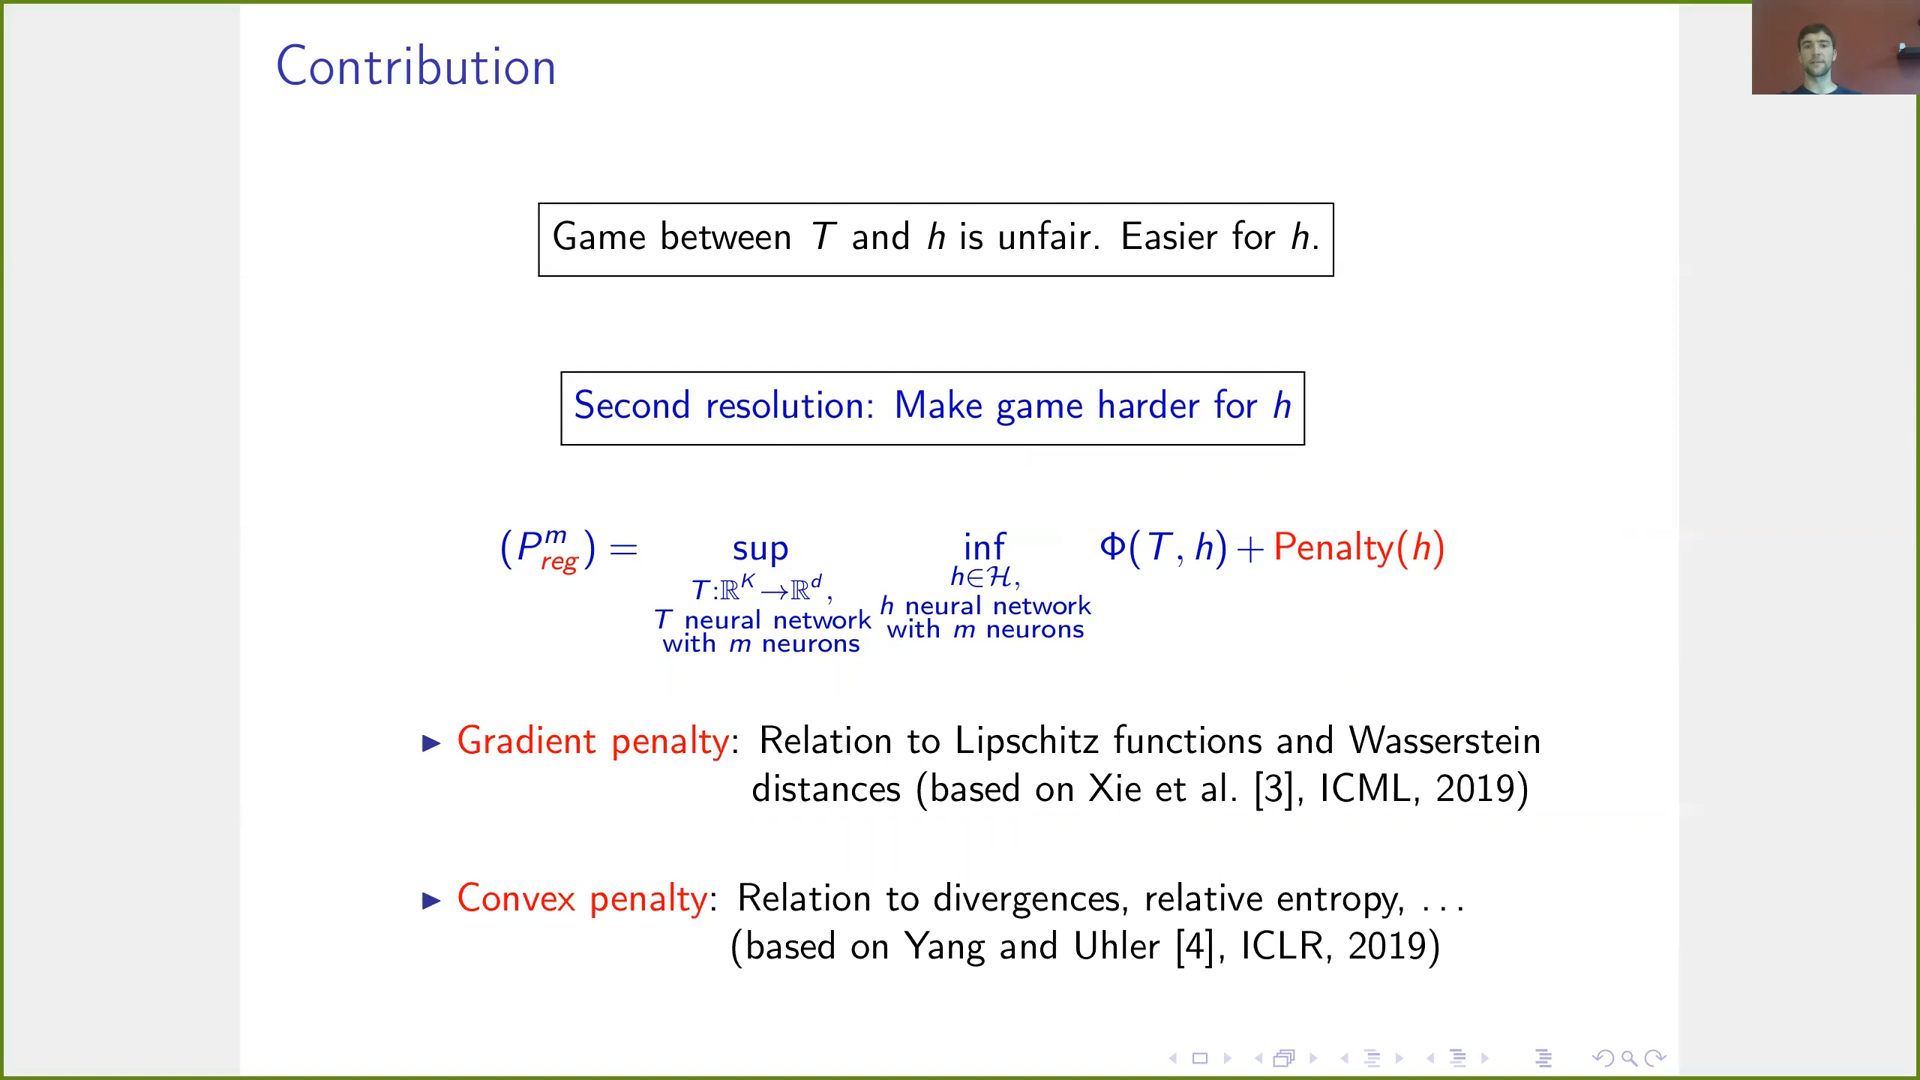 Contribution
Game between T and h is unfair. Easier for h.
Second resolution: Make game harder for h
(P^m_reg) = sup inf Φ(T, h) + Penalty(h)
T:ℝ^K→ℝ^d, h∈ℋ,
T neural network h neural network
with m neurons with m neurons
▶ Gradient penalty: Relation to Lipschitz functions and Wasserstein
distances (based on Xie et al. [3], ICML, 2019)
▶ Convex penalty: Relation to divergences, relative entropy, ...
(based on Yang and Uhler [4], ICLR, 2019)